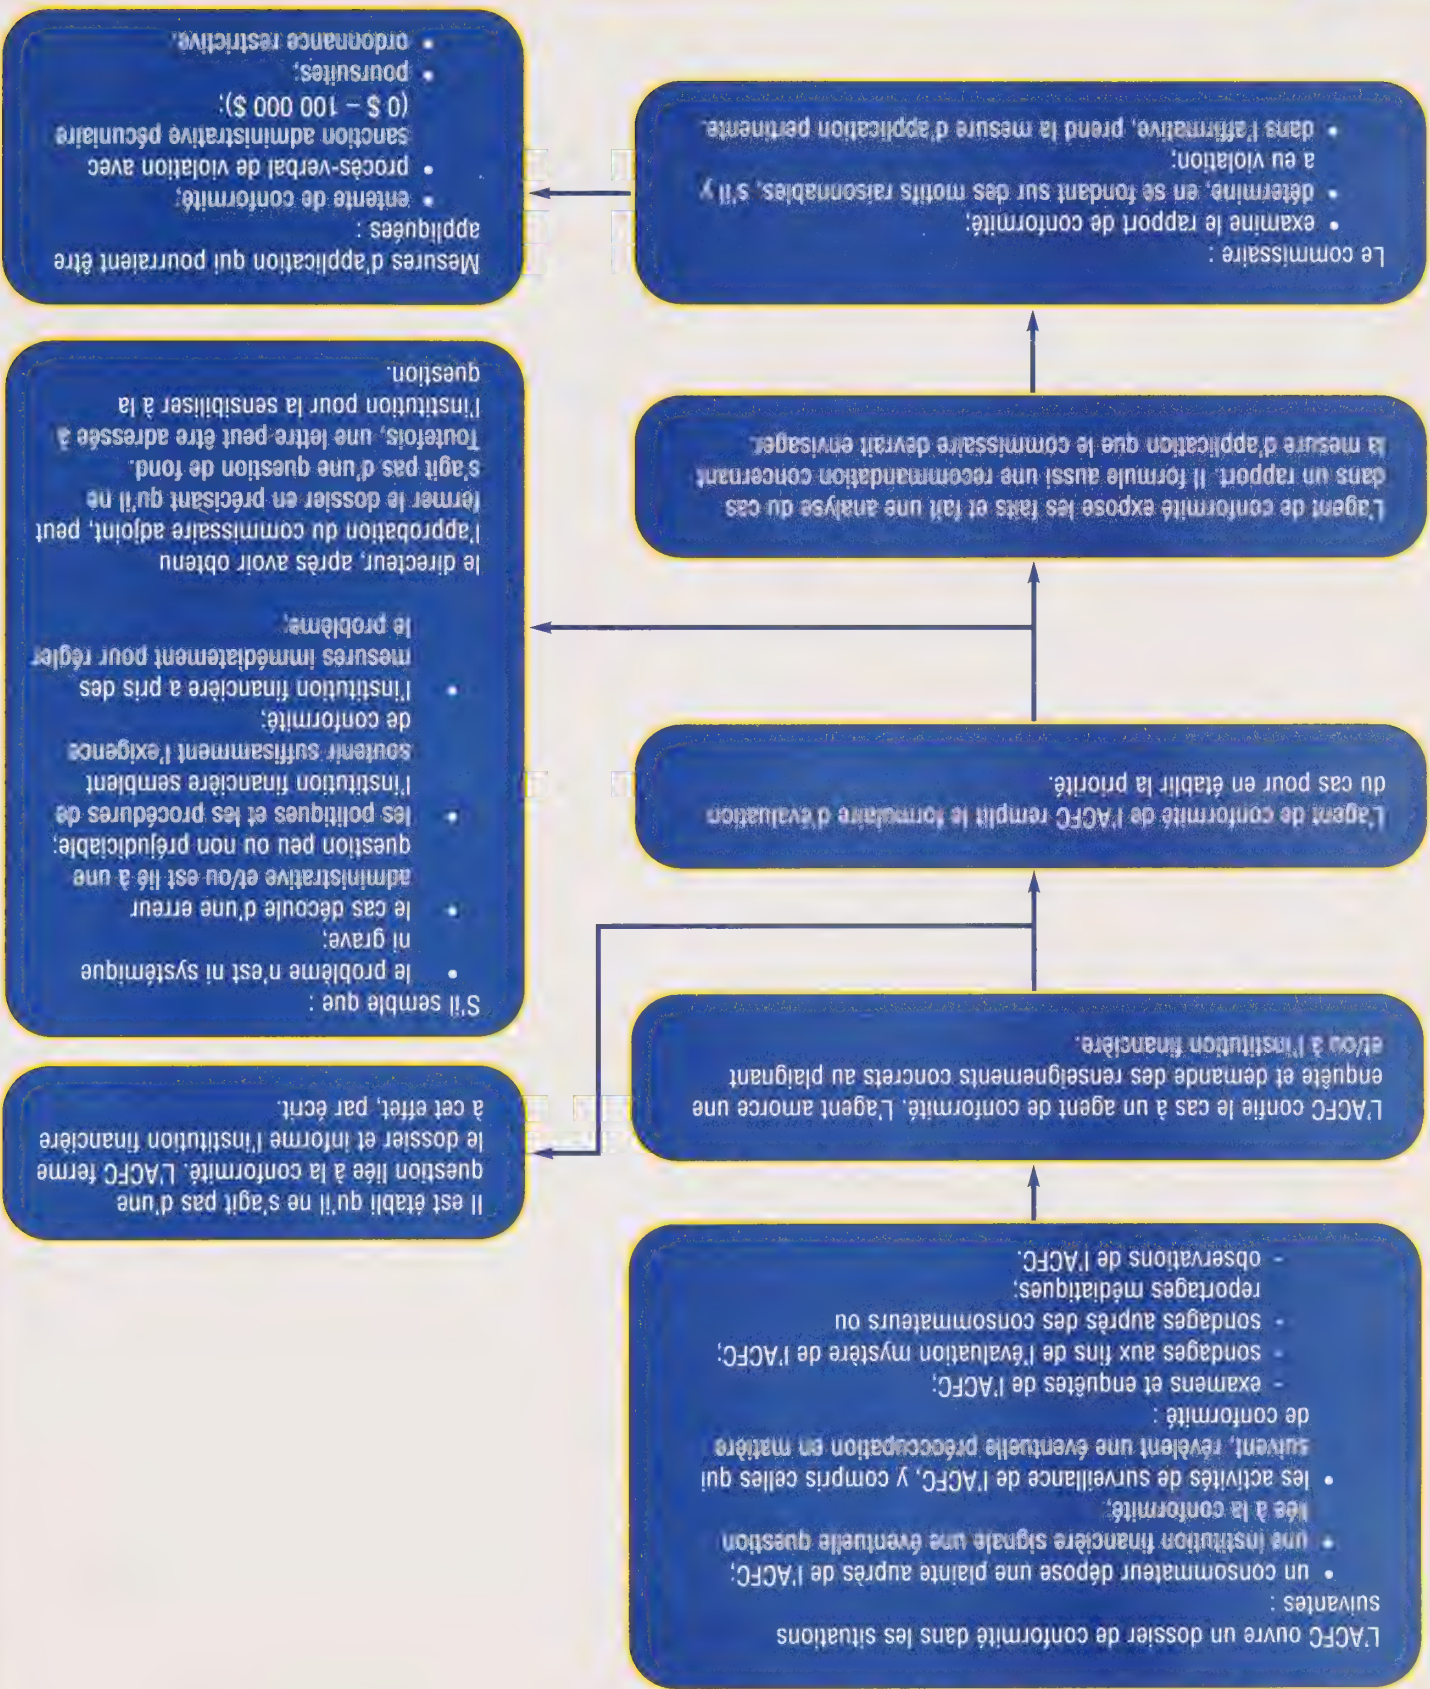 L'ACFC ouvre un dossier de conformité dans les situations
suivantes :
• un consommateur dépose une plainte auprès de l'ACFC;
• une institution financière signale une éventuelle question
liée à la conformité;
• les activités de surveillance de l'ACFC, y compris celles qui
suivent, révèlent une éventuelle préoccupation en matière
de conformité :
- examens et enquêtes de l'ACFC;
- sondages aux fins de l'évaluation mystère de l'ACFC;
- sondages auprès des consommateurs ou
reportages médiatiques;
- observations de l'ACFC.
L'ACFC confie le cas à un agent de conformité. L'agent amorce une
enquête et demande des renseignements concrets au plaignant
et/ou à l'institution financière.
Il est établi qu'il ne s'agit pas d'une
question liée à la conformité. L'ACFC ferme
le dossier et informe l'institution financière
à cet effet, par écrit.
L'agent de conformité de l'ACFC remplit le formulaire d'évaluation
du cas pour en établir la priorité.
S'il semble que :
• le problème n'est ni systémique
ni grave;
• le cas découle d'une erreur
administrative et/ou est lié à une
question peu ou non préjudiciable;
• les politiques et les procédures de
l'institution financière semblent
soutenir suffisamment l'exigence
de conformité;
• l'institution financière a pris des
mesures immédiatement pour régler
le problème;
le directeur, après avoir obtenu
l'approbation du commissaire adjoint, peut
fermer le dossier en précisant qu'il ne
s'agit pas d'une question de fond.
Toutefois, une lettre peut être adressée à
l'institution pour la sensibiliser à la
question.
L'agent de conformité expose les faits et fait une analyse du cas
dans un rapport. Il formule aussi une recommandation concernant
la mesure d'application que le commissaire devrait envisager.
Le commissaire :
• examine le rapport de conformité;
• détermine, en se fondant sur des motifs raisonnables, s'il y
a eu violation;
• dans l'affirmative, prend la mesure d'application pertinente.
Mesures d'application qui pourraient être
appliquées :
• entente de conformité;
• procès-verbal de violation avec
sanction administrative pécuniaire
(0 $ – 100 000 $);
• poursuites;
• ordonnance restrictive.